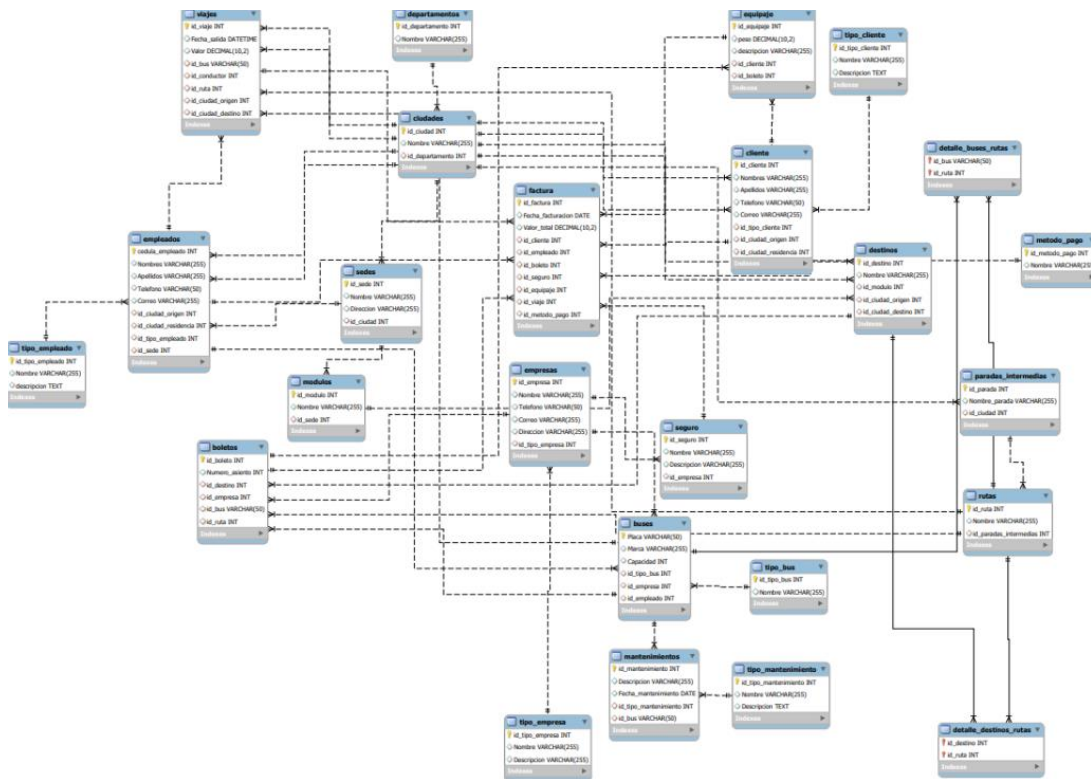 viajes
id_viaje INT
Fecha_salida DATETIME
Valor DECIMAL(10,2)
id_bus VARCHAR(50)
id_conductor INT
id_ruta INT
id_ciudad_origen INT
id_ciudad_destino INT
Indexes
departamentos
id_departamento INT
Nombre VARCHAR(255)
Indexes
equipaje
id_equipaje INT
peso DECIMAL(10,2)
descripcion VARCHAR(255)
id_cliente INT
id_boleto INT
Indexes
tipo_cliente
id_tipo_cliente INT
Nombre VARCHAR(255)
Descripcion TEXT
Indexes
ciudades
id_ciudad INT
Nombre VARCHAR(255)
id_departamento INT
Indexes
cliente
id_cliente INT
Nombres VARCHAR(255)
Apellidos VARCHAR(255)
Telefono VARCHAR(50)
Correo VARCHAR(255)
id_tipo_cliente INT
id_ciudad_origen INT
id_ciudad_residencia INT
Indexes
detalle_buses_rutas
id_bus VARCHAR(50)
id_ruta INT
Indexes
factura
id_factura INT
Fecha_facturacion DATE
Valor_total DECIMAL(10,2)
id_cliente INT
id_empleado INT
id_boleto INT
id_seguro INT
id_equipaje INT
id_viaje INT
id_metodo_pago INT
Indexes
empleados
cedula_empleado INT
Nombres VARCHAR(255)
Apellidos VARCHAR(255)
Telefono VARCHAR(50)
Correo VARCHAR(255)
id_ciudad_origen INT
id_ciudad_residencia INT
id_tipo_empleado INT
id_sede INT
Indexes
sedes
id_sede INT
Nombre VARCHAR(255)
Direccion VARCHAR(255)
id_ciudad INT
Indexes
destinos
id_destino INT
Nombre VARCHAR(255)
id_modulo INT
id_ciudad_origen INT
id_ciudad_destino INT
Indexes
metodo_pago
id_metodo_pago INT
Nombre VARCHAR(25
Indexes
tipo_empleado
id_tipo_empleado INT
Nombre VARCHAR(255)
descripcion TEXT
Indexes
modulos
id_modulo INT
Nombre VARCHAR(255)
id_sede INT
Indexes
empresas
id_empresa INT
Nombre VARCHAR(255)
Telefono VARCHAR(50)
Correo VARCHAR(255)
Direccion VARCHAR(255)
id_tipo_empresa INT
Indexes
paradas_intermedias
id_parada INT
Nombre_parada VARCHAR(255)
id_ciudad INT
Indexes
seguro
id_seguro INT
Nombre VARCHAR(255)
Descripcion VARCHAR(255)
id_empresa INT
Indexes
boletos
id_boleto INT
Numero_asiento INT
id_destino INT
id_empresa INT
id_bus VARCHAR(50)
id_ruta INT
Indexes
rutas
id_ruta INT
Nombre VARCHAR(255)
id_paradas_intermedias INT
Indexes
buses
Placa VARCHAR(50)
Marca VARCHAR(255)
Capacidad INT
id_tipo_bus INT
id_empresa INT
id_empleado INT
Indexes
tipo_bus
id_tipo_bus INT
Nombre VARCHAR(255)
Indexes
mantenimientos
id_mantenimiento INT
Descripcion VARCHAR(255)
Fecha_mantenimiento DATE
id_tipo_mantenimiento INT
id_bus VARCHAR(50)
Indexes
tipo_mantenimiento
id_tipo_mantenimiento INT
Nombre VARCHAR(255)
Descripcion TEXT
Indexes
tipo_empresa
id_tipo_empresa INT
Nombre VARCHAR(255)
Descripcion VARCHAR(255)
Indexes
detalle_destinos_rutas
id_destino INT
id_ruta INT
Indexes